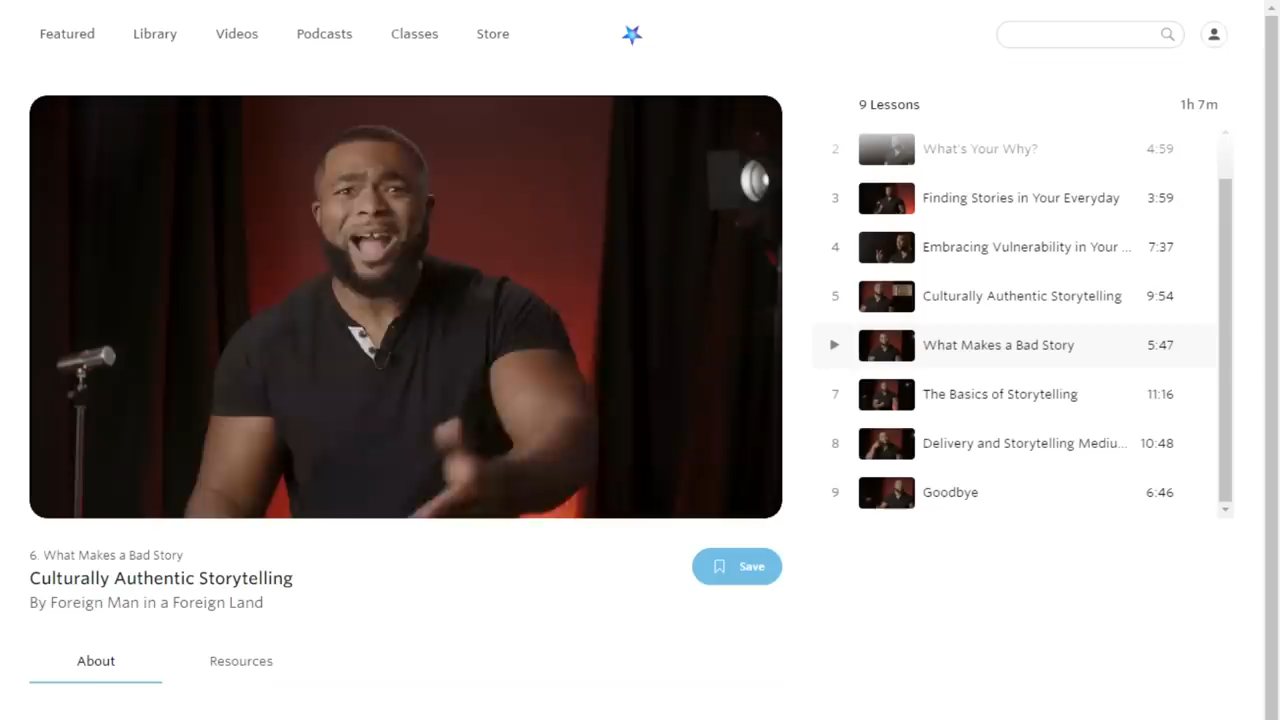 Featured
Library
Videos
Podcasts
Classes
Store
9 Lessons
1h 7m
2 What's Your Why? 4:59
3 Finding Stories in Your Everyday 3:59
4 Embracing Vulnerability in Your ... 7:37
5 Culturally Authentic Storytelling 9:54
What Makes a Bad Story 5:47
7 The Basics of Storytelling 11:16
8 Delivery and Storytelling Mediu... 10:48
9 Goodbye 6:46
6. What Makes a Bad Story
Culturally Authentic Storytelling
By Foreign Man in a Foreign Land
Save
About
Resources